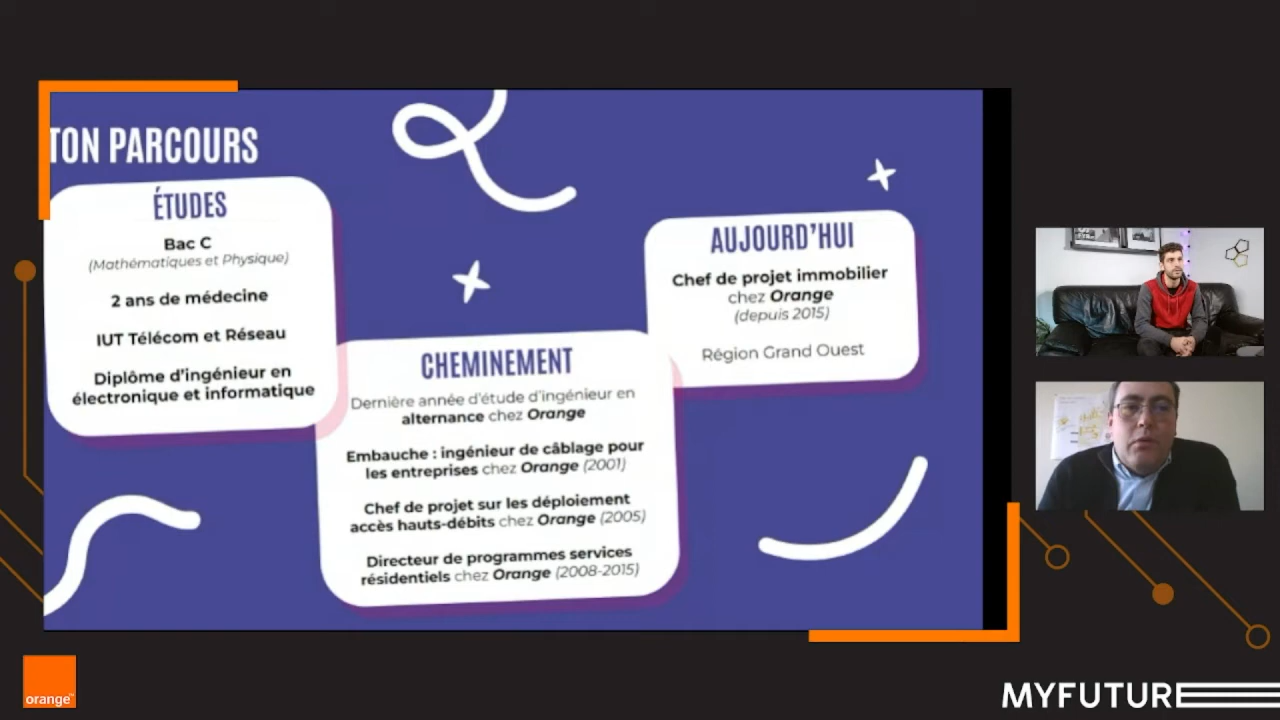 TON PARCOURS
ÉTUDES
Bac C
(Mathématiques et Physique)
2 ans de médecine
IUT Télécom et Réseau
Diplôme d'ingénieur en
électronique et informatique
CHEMINEMENT
Dernière année d'étude d'ingénieur en
alternance chez Orange
Embauche : ingénieur de câblage pour
les entreprises chez Orange (2001)
Chef de projet sur les déploiement
accès hauts-débits chez Orange (2005)
Directeur de programmes services
résidentiels chez Orange (2008-2015)
AUJOURD'HUI
Chef de projet immobilier
chez Orange
(depuis 2015)
Région Grand Ouest
orange™
MYFUTURE